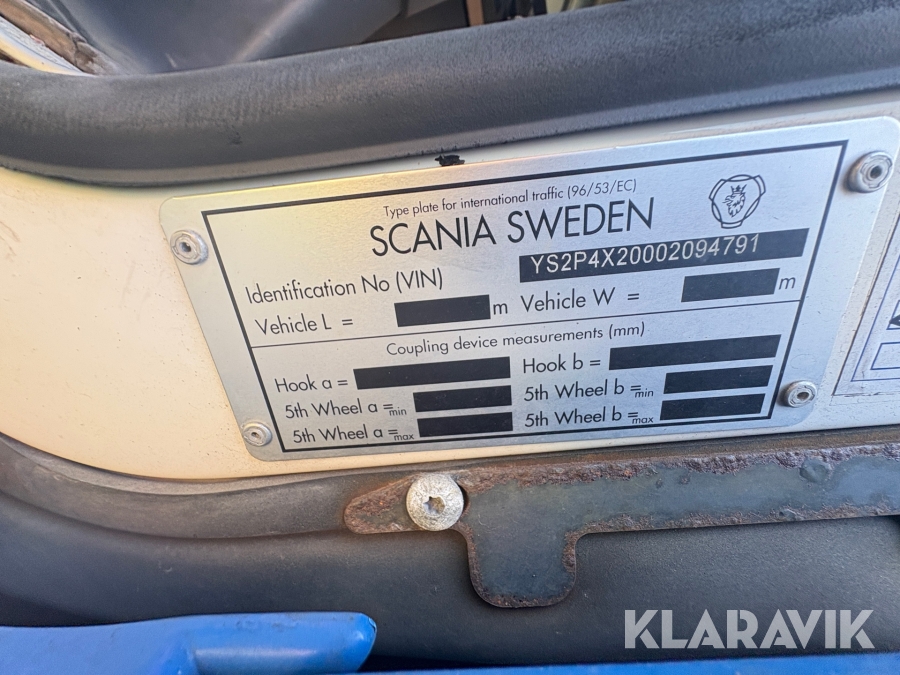 Type plate for international traffic (96/53/EC)
SCANIA SWEDEN
Identification No (VIN) YS2P4X20002094791
Vehicle L = m Vehicle W = m
Coupling device measurements (mm)
Hook a = Hook b =
5th Wheel a =min 5th Wheel b =min
5th Wheel a =max 5th Wheel b =max
KLARAVIK